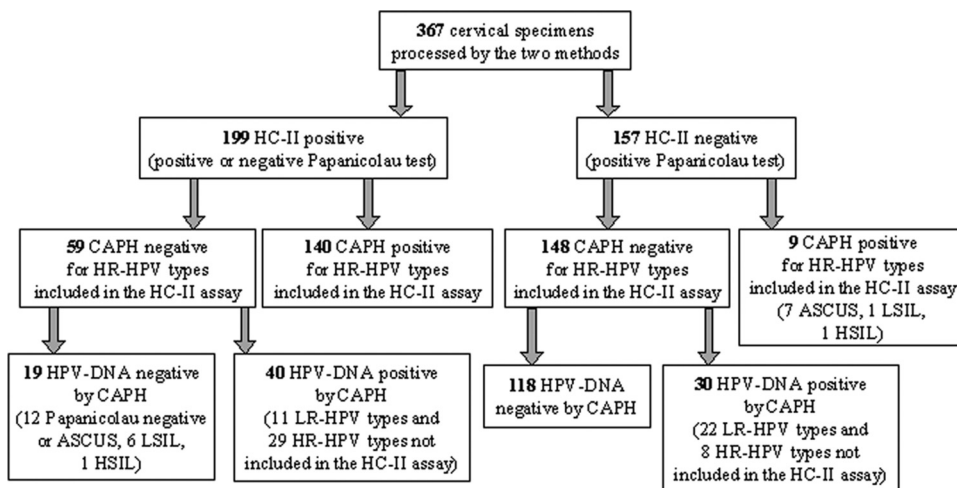 367 cervical specimens
processed by the two methods
199 HC-II positive
(positive or negative Papanicolau test)
157 HC-II negative
(positive Papanicolau test)
59 CAPH negative
for HR-HPV types
included in the HC-II assay
140 CAPH positive
for HR-HPV types
included in the HC-II assay
148 CAPH negative
for HR-HPV types
included in the HC-II assay
9 CAPH positive
for HR-HPV types
included in the HC-II assay
(7 ASCUS, 1 LSIL,
1 HSIL)
19 HPV-DNA negative
by CAPH
(12 Papanicolau negative
or ASCUS, 6 LSIL,
1 HSIL)
40 HPV-DNA positive
by CAPH
(11 LR-HPV types and
29 HR-HPV types not
included in the HC-II assay)
118 HPV-DNA
negative by CAPH
30 HPV-DNA positive
by CAPH
(22 LR-HPV types and
8 HR-HPV types not
included in the HC-II assay)